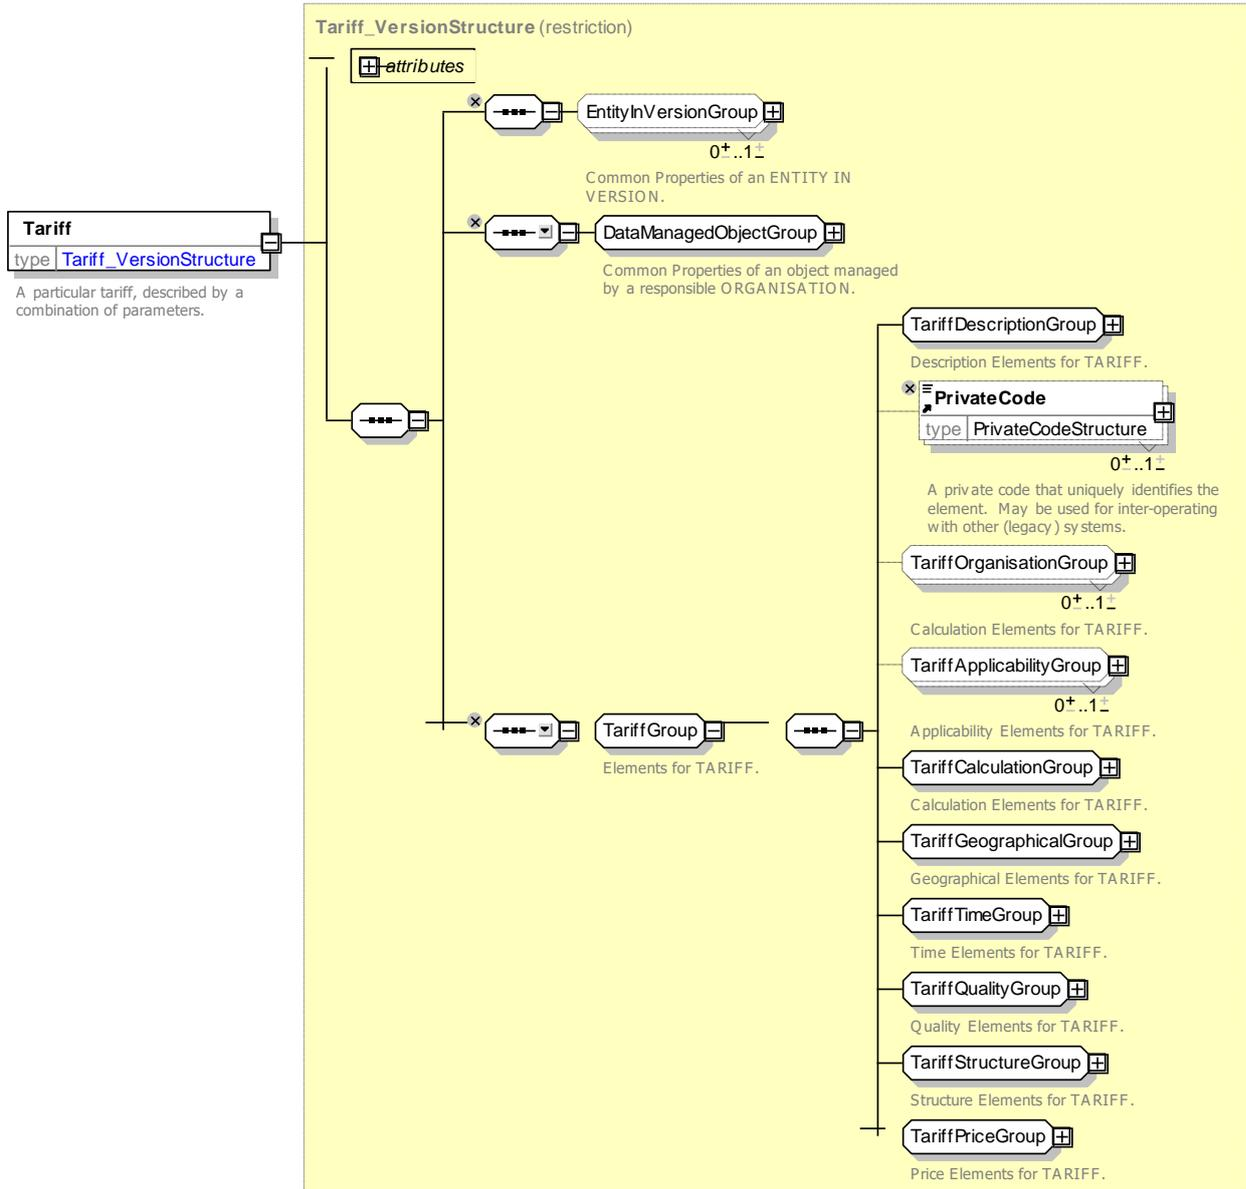 Tariff_VersionStructure (restriction)
attributes
EntityInVersionGroup
0..1
Common Properties of an ENTITY IN
VERSION.
Tariff
type Tariff_VersionStructure
A particular tariff, described by a
combination of parameters.
DataManagedObjectGroup
Common Properties of an object managed
by a responsible ORGANISATION.
TariffDescriptionGroup
Description Elements for TARIFF.
PrivateCode
type PrivateCodeStructure
0..1
A private code that uniquely identifies the
element. May be used for inter-operating
with other (legacy) systems.
TariffOrganisationGroup
0..1
Calculation Elements for TARIFF.
TariffApplicabilityGroup
0..1
Applicability Elements for TARIFF.
TariffGroup
Elements for TARIFF.
TariffCalculationGroup
Calculation Elements for TARIFF.
TariffGeographicalGroup
Geographical Elements for TARIFF.
TariffTimeGroup
Time Elements for TARIFF.
TariffQualityGroup
Quality Elements for TARIFF.
TariffStructureGroup
Structure Elements for TARIFF.
TariffPriceGroup
Price Elements for TARIFF.